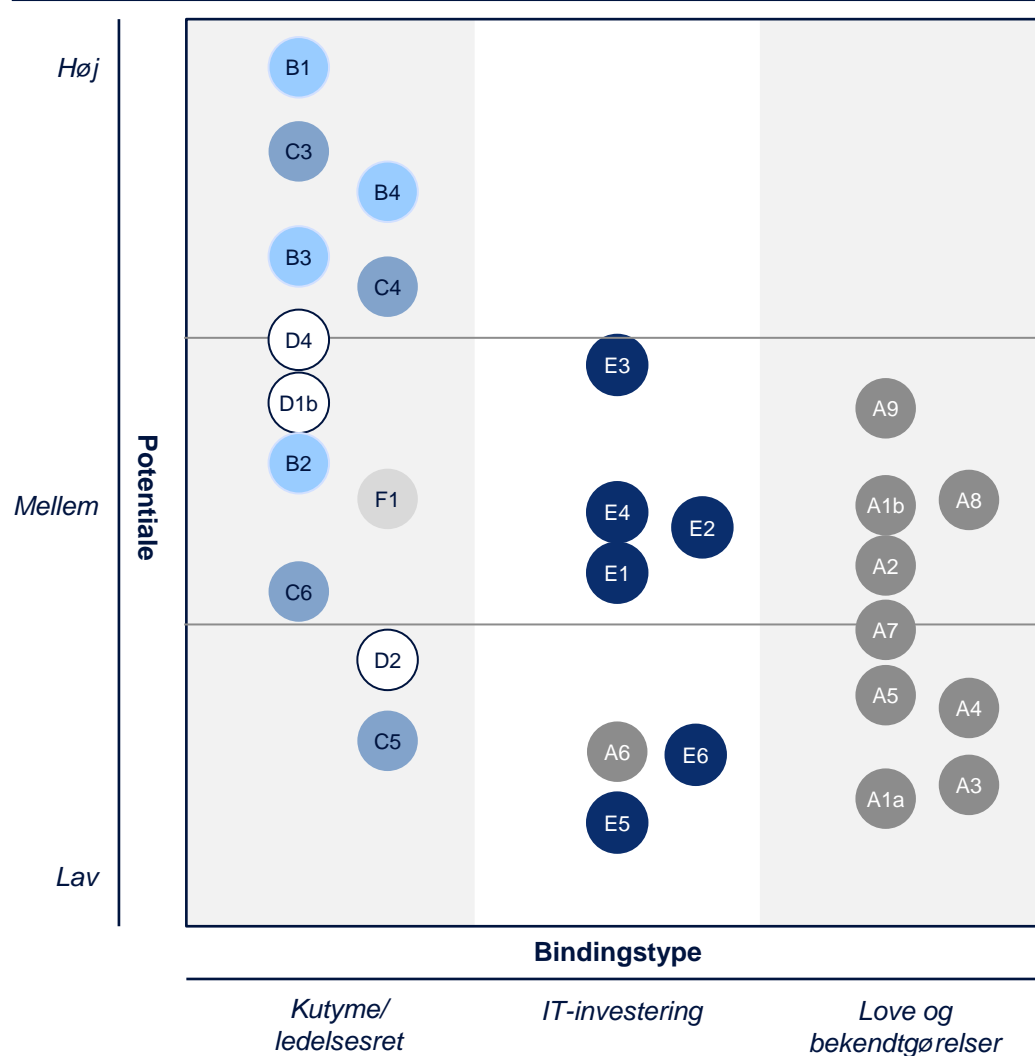 Høj
B1
C3
B4
B3
C4
D4
E3
D1b
A9
Potentiale
B2
Mellem
F1
E4
E2
A1b
A8
E1
A2
C6
A7
D2
A5
A4
C5
A6
E6
A3
A1a
E5
Lav
Bindingstype
Kutyme/
ledelsesret
IT-investering
Love og
bekendtgørelser